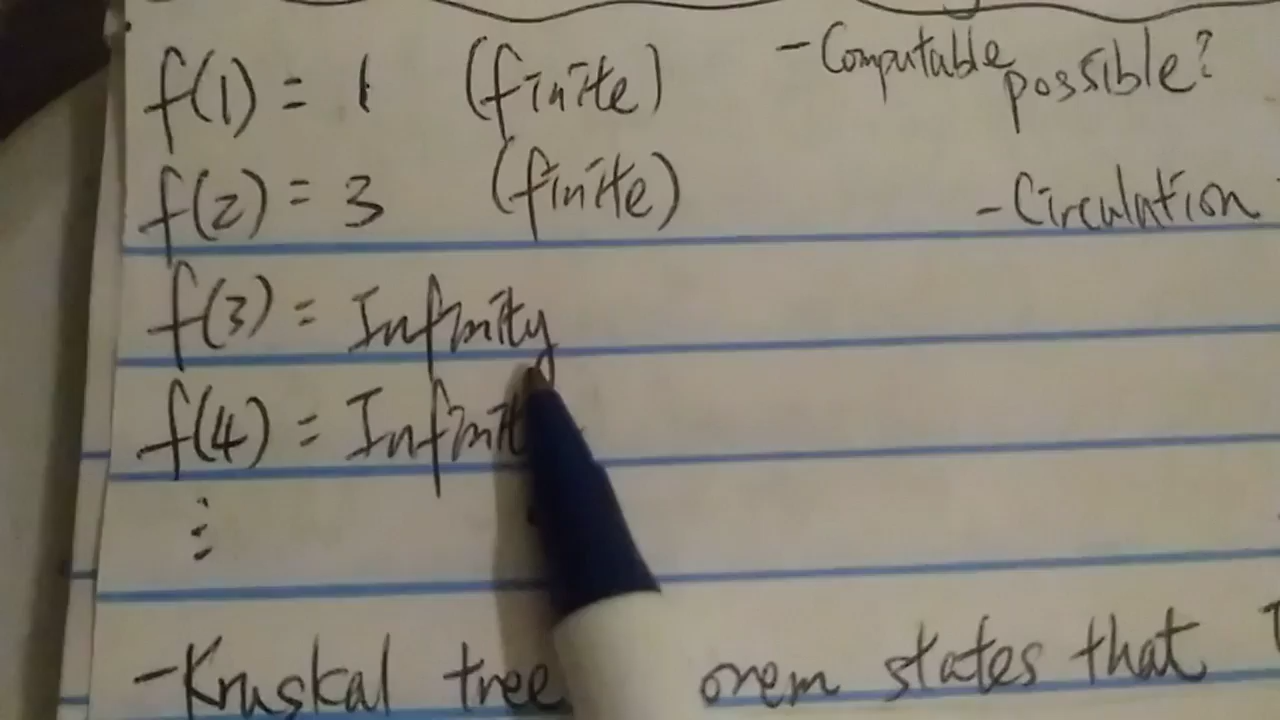 f(1) = 1 (finite) - Computable possible?
f(2) = 3 (finite) - Circulation
f(3) = Infinity
f(4) = Infinit
⋮
- Kruskal tree orem states that